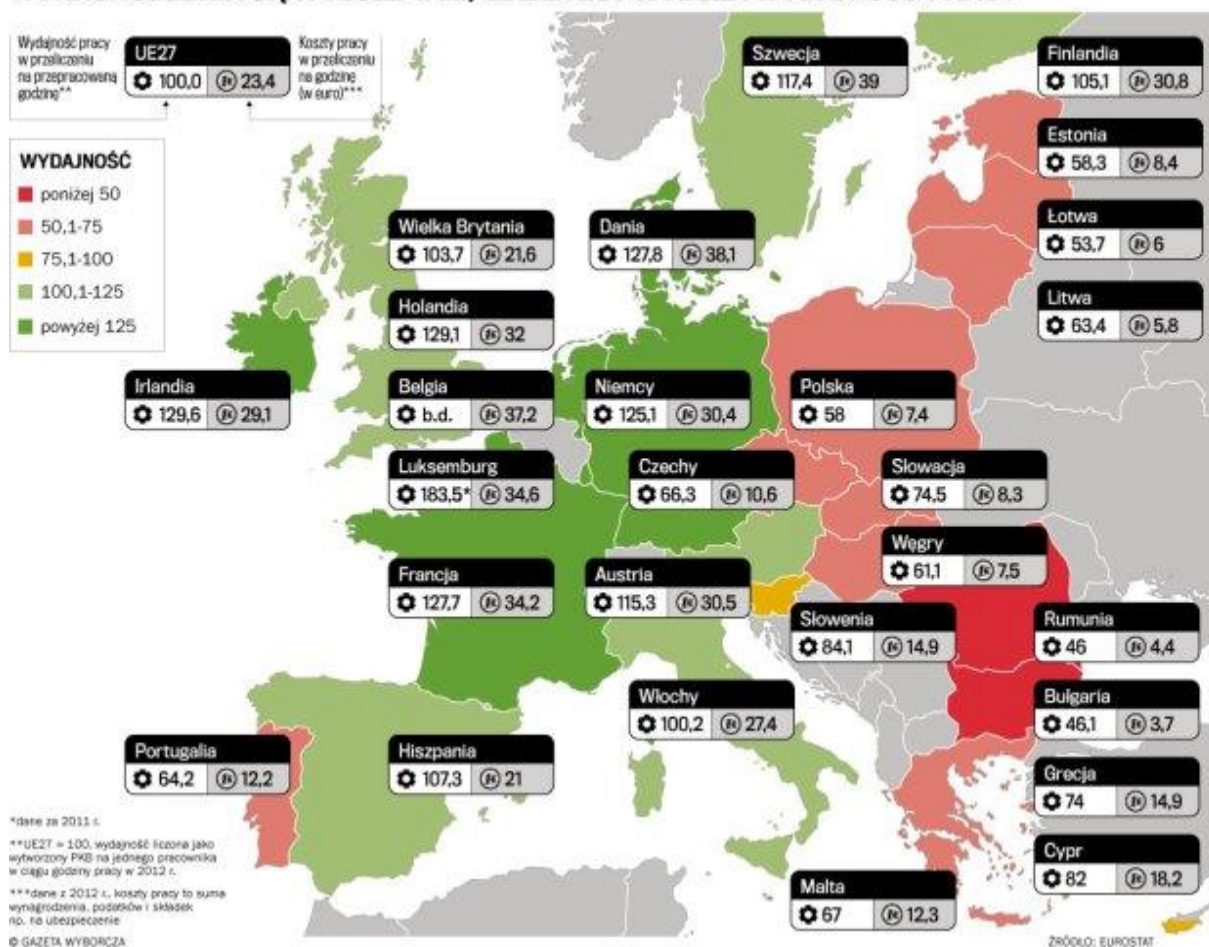 Wydajność pracy
w przeliczeniu
na przepracowaną
godzinę**
UE27
100,0 23,4
Koszty pracy
w przeliczeniu
na godzinę
(w euro)***
WYDAJNOŚĆ
poniżej 50
50,1-75
75,1-100
100,1-125
powyżej 125
Szwecja
117,4 39
Finlandia
105,1 30,8
Estonia
58,3 8,4
Łotwa
53,7 6
Litwa
63,4 5,8
Wielka Brytania
103,7 21,6
Dania
127,8 38,1
Holandia
129,1 32
Irlandia
129,6 29,1
Belgia
b.d. 37,2
Niemcy
125,1 30,4
Polska
58 7,4
Luksemburg
183,5* 34,6
Czechy
66,3 10,6
Słowacja
74,5 8,3
Węgry
61,1 7,5
Francja
127,7 34,2
Austria
115,3 30,5
Słowenia
84,1 14,9
Rumunia
46 4,4
Włochy
100,2 27,4
Bułgaria
46,1 3,7
Portugalia
64,2 12,2
Hiszpania
107,3 21
Grecja
74 14,9
Cypr
82 18,2
Malta
67 12,3
*dane za 2011 r.
**UE27 = 100, wydajność liczona jako
wytworzony PKB na jednego pracownika
w ciągu godziny pracy w 2012 r.
***dane z 2012 r., koszty pracy to suma
wynagrodzenia, podatków i składek
np. na ubezpieczenie
© GAZETA WYBORCZA
ŹRÓDŁO: EUROSTAT